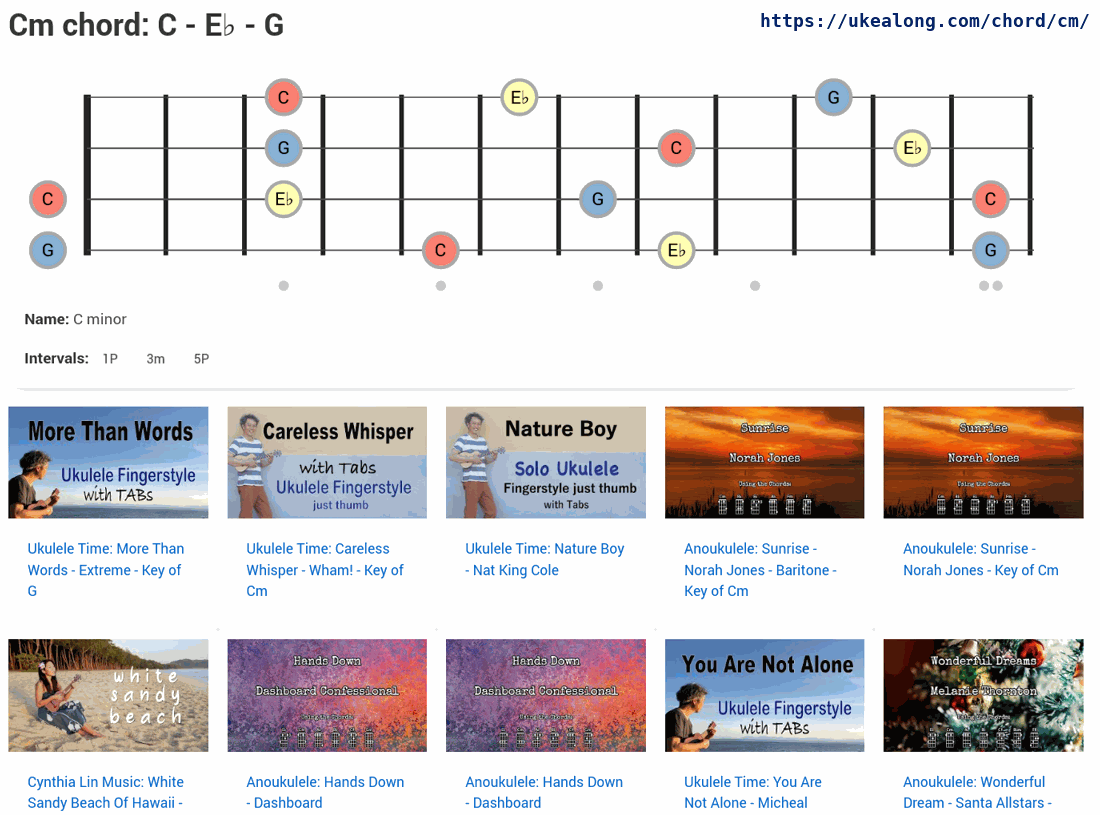 Cm chord: C - E♭ - G
https://ukealong.com/chord/cm/
C E♭ G
G C E♭
C E♭ G C
G C E♭ G
Name: C minor
Intervals: 1P 3m 5P
More Than Words
Ukulele Fingerstyle
with TABs
Careless Whisper
with Tabs
Ukulele Fingerstyle
just thumb
Nature Boy
Solo Ukulele
Fingerstyle just thumb
with Tabs
Sunrise
Norah Jones
Using the Chords
Sunrise
Norah Jones
Using the Chords
Ukulele Time: More Than
Words - Extreme - Key of
G
Ukulele Time: Careless
Whisper - Wham! - Key of
Cm
Ukulele Time: Nature Boy
- Nat King Cole
Anoukulele: Sunrise -
Norah Jones - Baritone -
Key of Cm
Anoukulele: Sunrise -
Norah Jones - Key of Cm
white
sandy
beach
Hands Down
Dashboard Confessional
Using the Chords
Hands Down
Dashboard Confessional
Using the Chords
You Are Not Alone
Ukulele Fingerstyle
with TABs
Wonderful Dreams
Melanie Thornton
Using the Chords
Cynthia Lin Music: White
Sandy Beach Of Hawaii -
Anoukulele: Hands Down
- Dashboard
Anoukulele: Hands Down
- Dashboard
Ukulele Time: You Are
Not Alone - Micheal
Anoukulele: Wonderful
Dream - Santa Allstars -